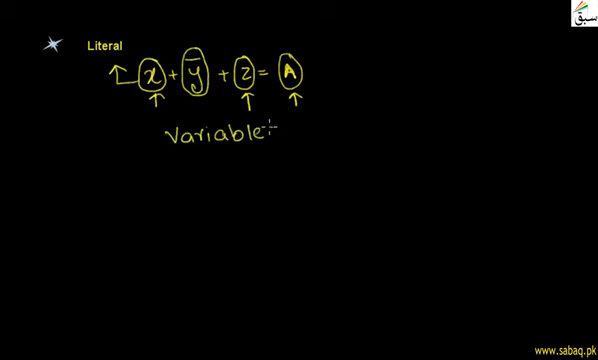 Literal
x + ȳ + z = A
Variable
سبق
www.sabaq.pk